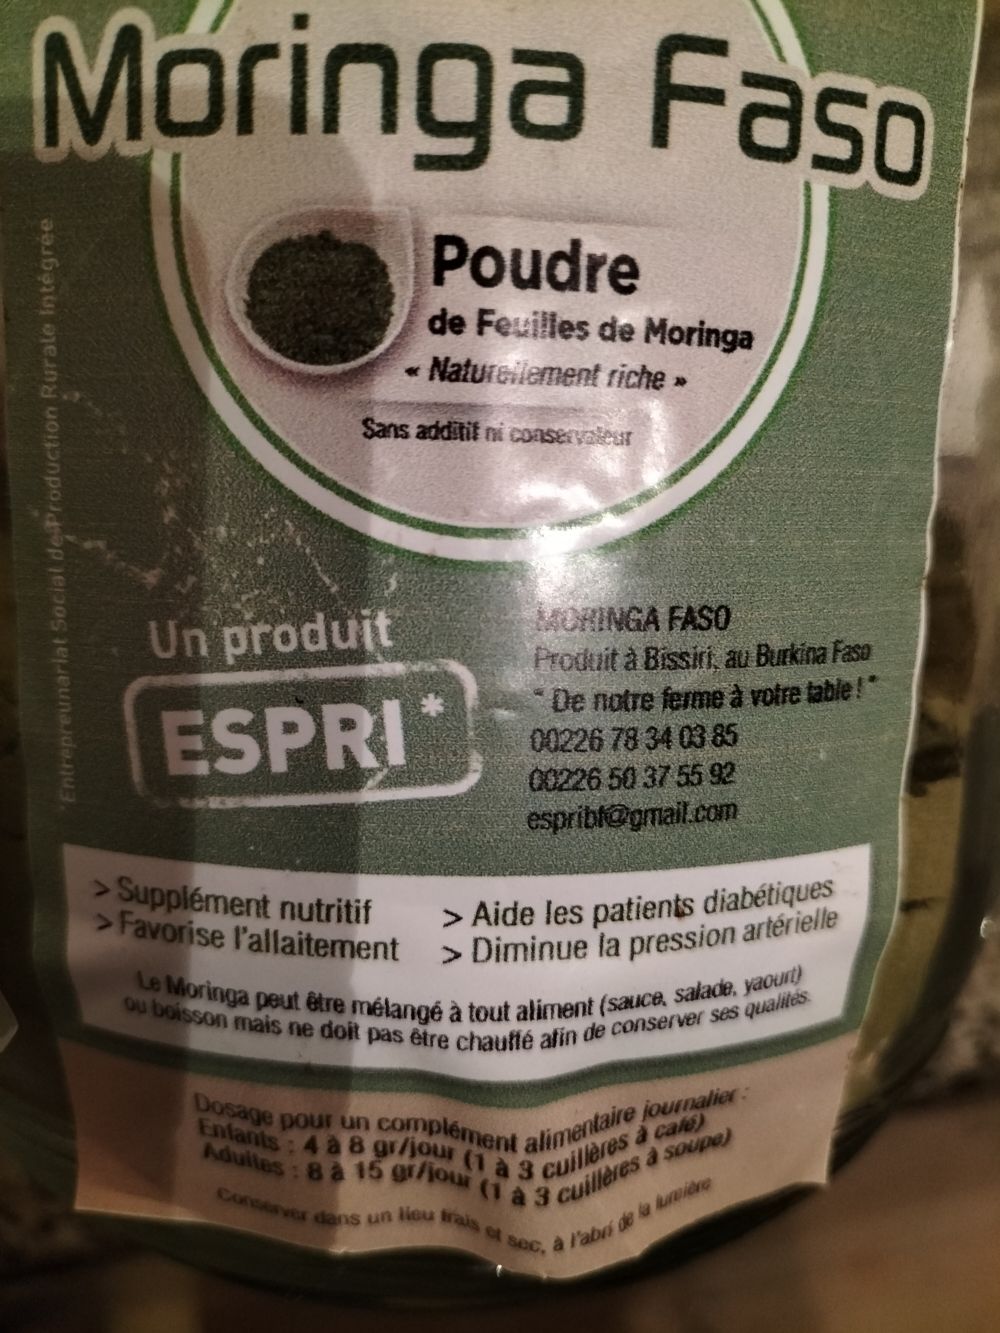 Moringa Faso
Poudre
de Feuilles de Moringa
« Naturellement riche »
Sans additif ni conservateur
*Entrepreunariat Social de Production Rurale Intégrée
Un produit
ESPRI*
MORINGA FASO
Produit à Bissiri, au Burkina Faso
" De notre ferme à votre table ! "
00226 78 34 03 85
00226 50 37 55 92
espribf@gmail.com
> Supplément nutritif
> Favorise l'allaitement
> Aide les patients diabétiques
> Diminue la pression artérielle
Le Moringa peut être mélangé à tout aliment (sauce, salade, yaourt)
ou boisson mais ne doit pas être chauffé afin de conserver ses qualités.
Dosage pour un complément alimentaire journalier :
Enfants : 4 à 8 gr/jour (1 à 3 cuillères à café)
Adultes : 8 à 15 gr/jour (1 à 3 cuillères à soupe)
Conserver dans un lieu frais et sec, à l'abri de la lumière